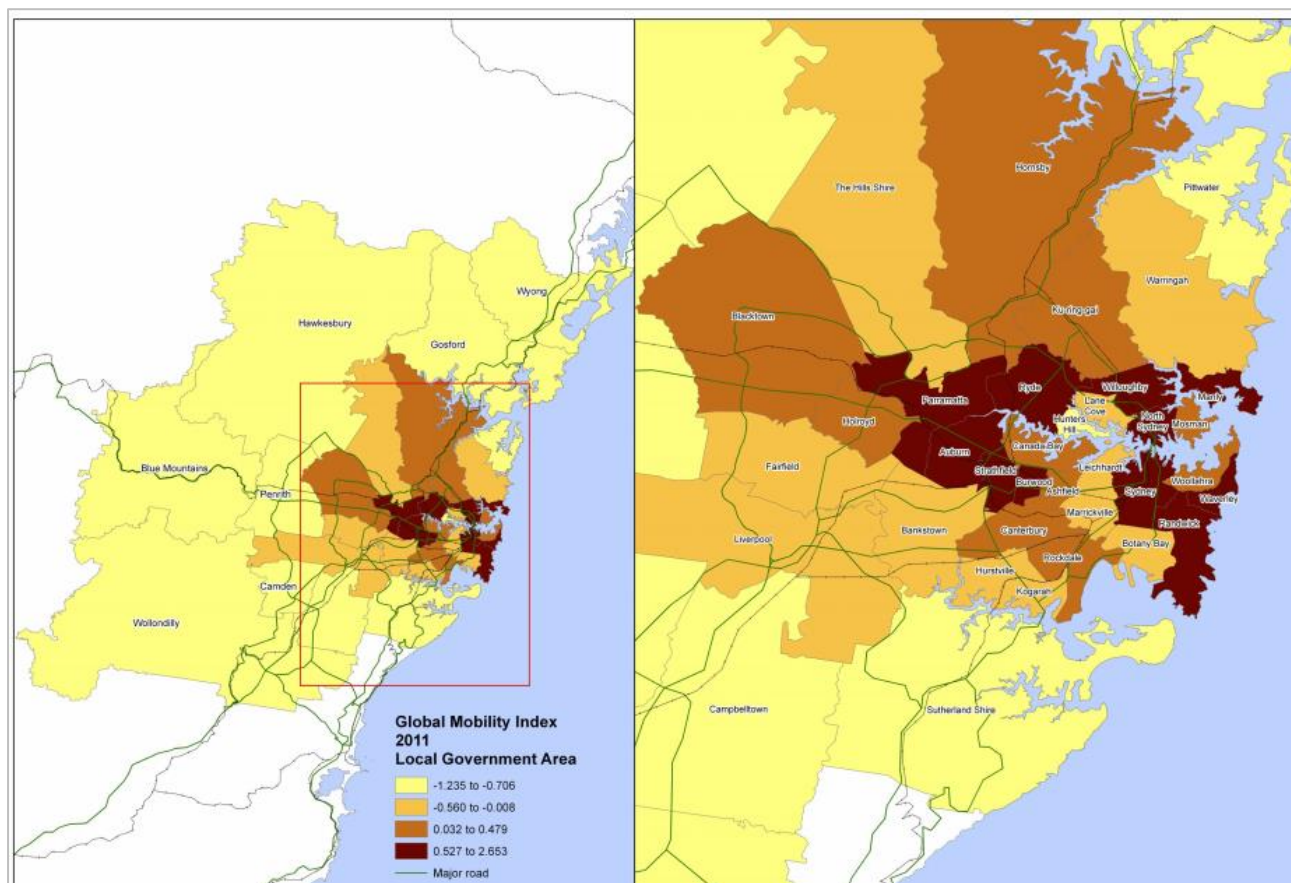 Hawkesbury
Wyong
Gosford
Blue Mountains
Penrith
Camden
Wollondilly
Global Mobility Index
2011
Local Government Area
-1.235 to -0.706
-0.560 to -0.008
0.032 to 0.479
0.527 to 2.653
Major road
Hornsby
The Hills Shire
Pittwater
Warringah
Blacktown
Ku-ring-gai
Ryde
Willoughby
Parramatta
Lane
Cove
Manly
Hunters
Hill
North
Sydney
Mosman
Holroyd
Canada Bay
Auburn
Fairfield
Strathfield
Leichhardt
Burwood
Ashfield
Sydney
Woollahra
Waverley
Marrickville
Randwick
Bankstown
Canterbury
Liverpool
Botany Bay
Rockdale
Hurstville
Kogarah
Campbelltown
Sutherland Shire